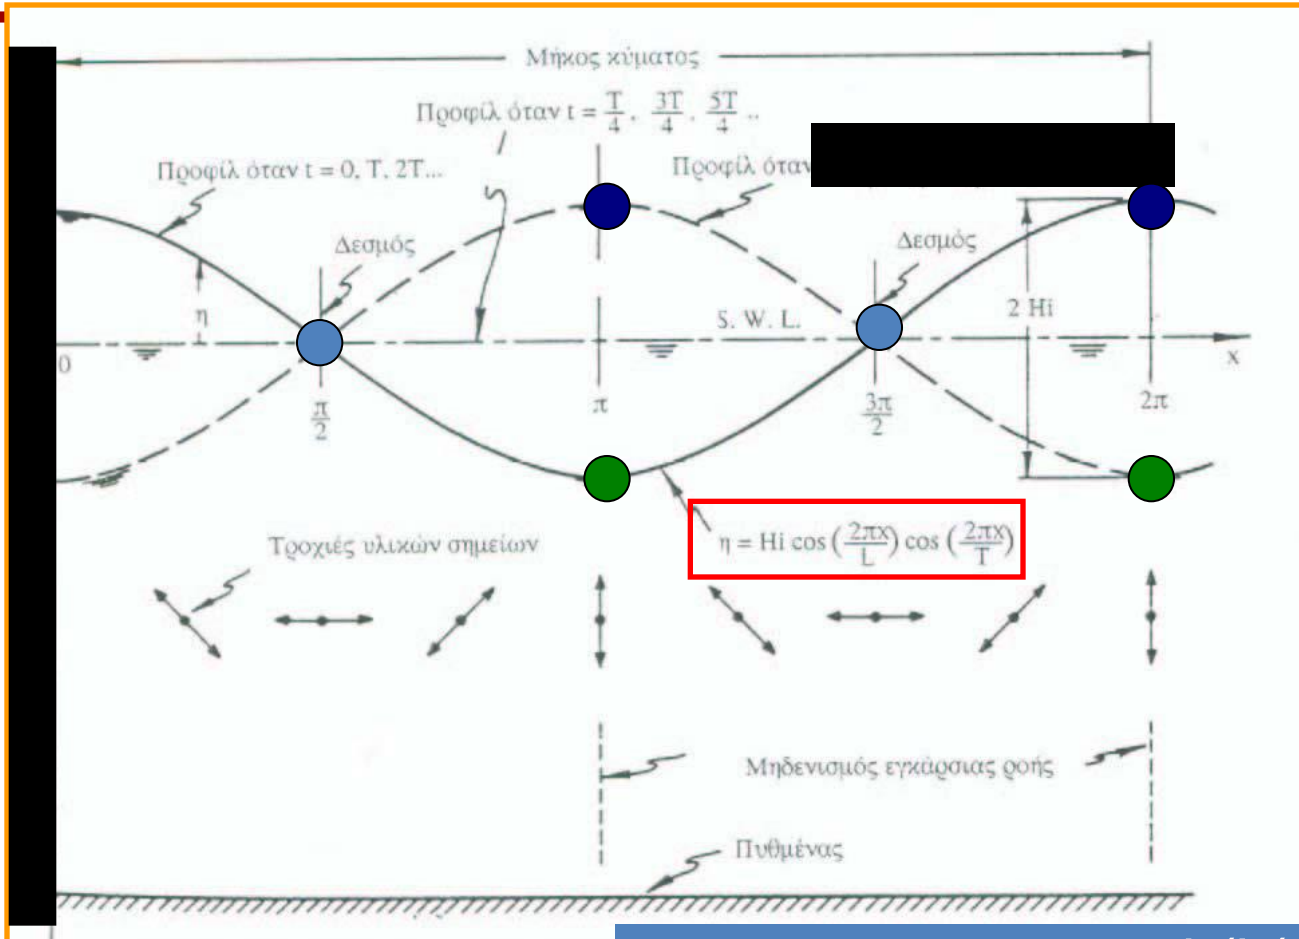 Μήκος κύματος
Προφίλ όταν t = T/4, 3T/4, 5T/4 ..
Προφίλ όταν t = 0, T, 2T...
Προφίλ όταν
Δεσμός
Δεσμός
η
S. W. L.
2 Hi
0
x
π/2
π
3π/2
2π
η = Hi cos (2πx/L) cos (2πx/T)
Τροχιές υλικών σημείων
Μηδενισμός εγκάρσιας ροής
Πυθμένας